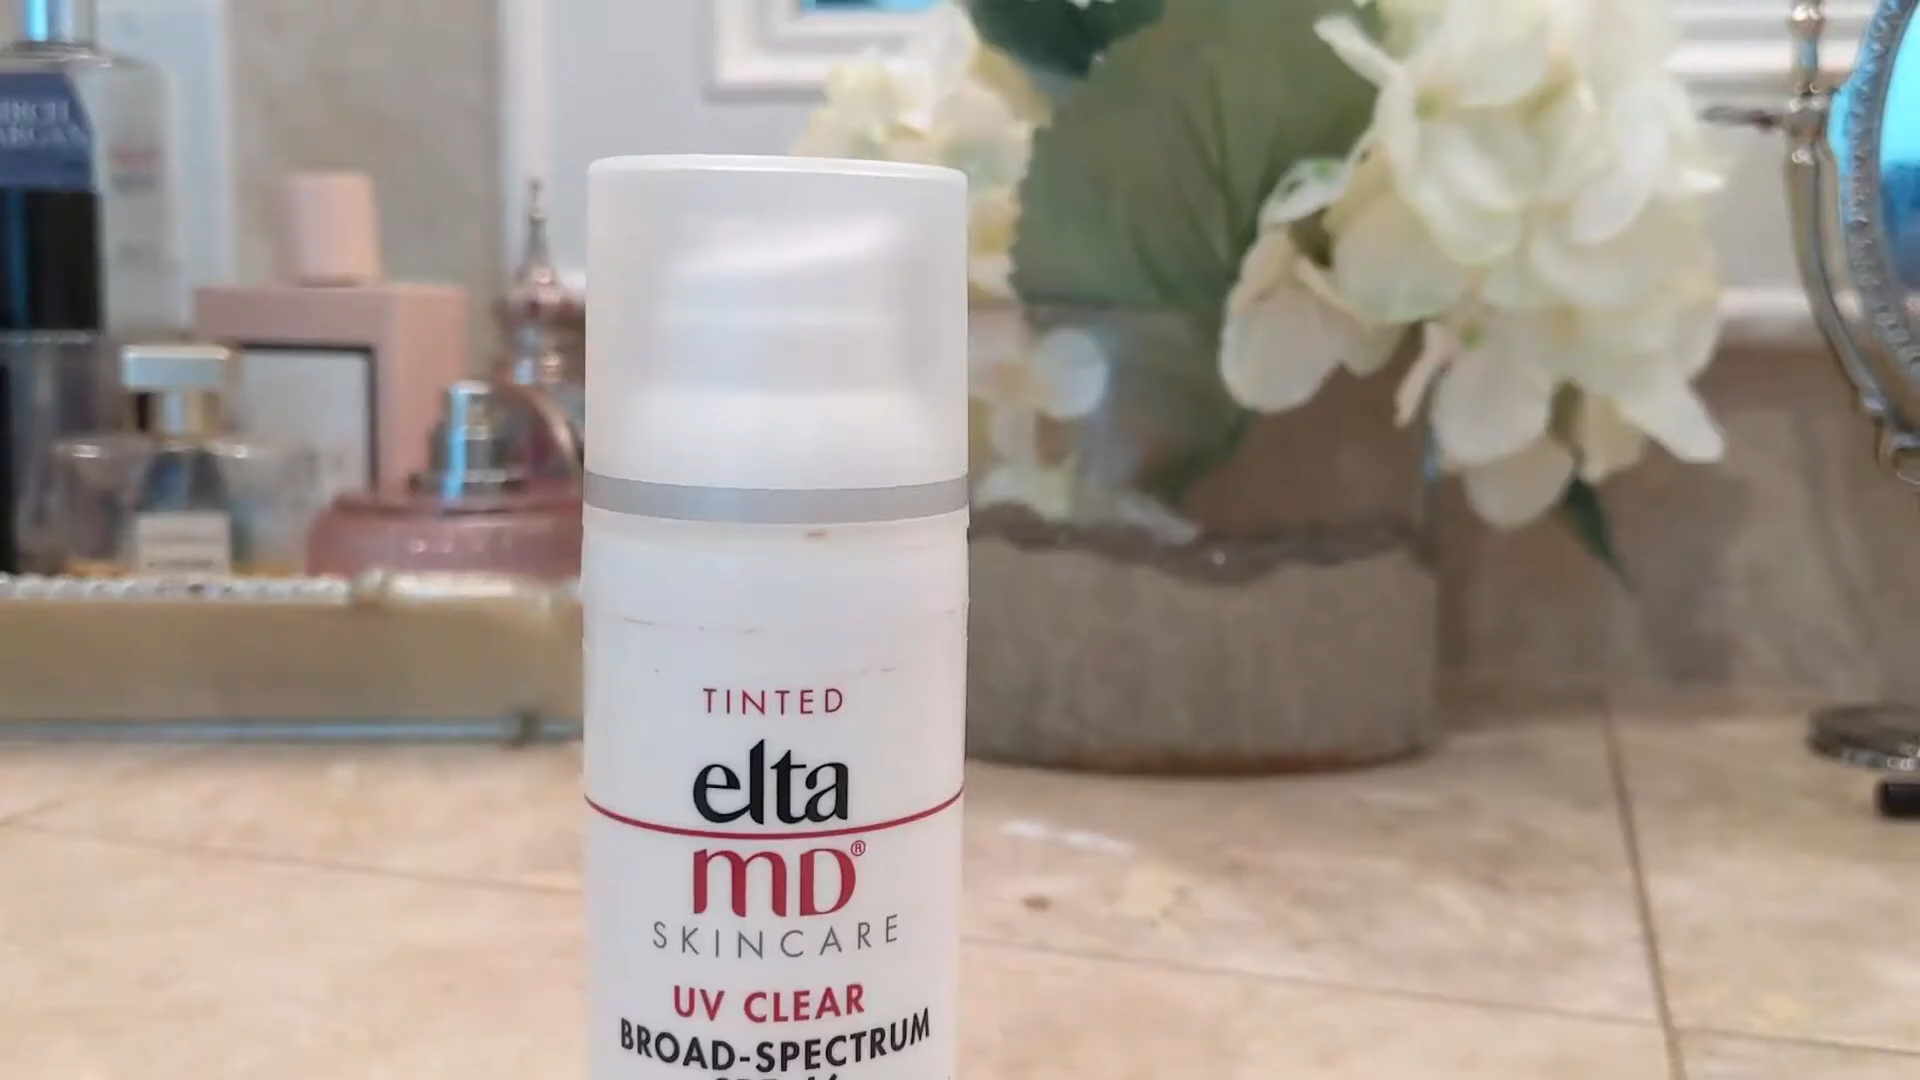 TINTED
elta
MD®
SKINCARE
UV CLEAR
BROAD-SPECTRUM